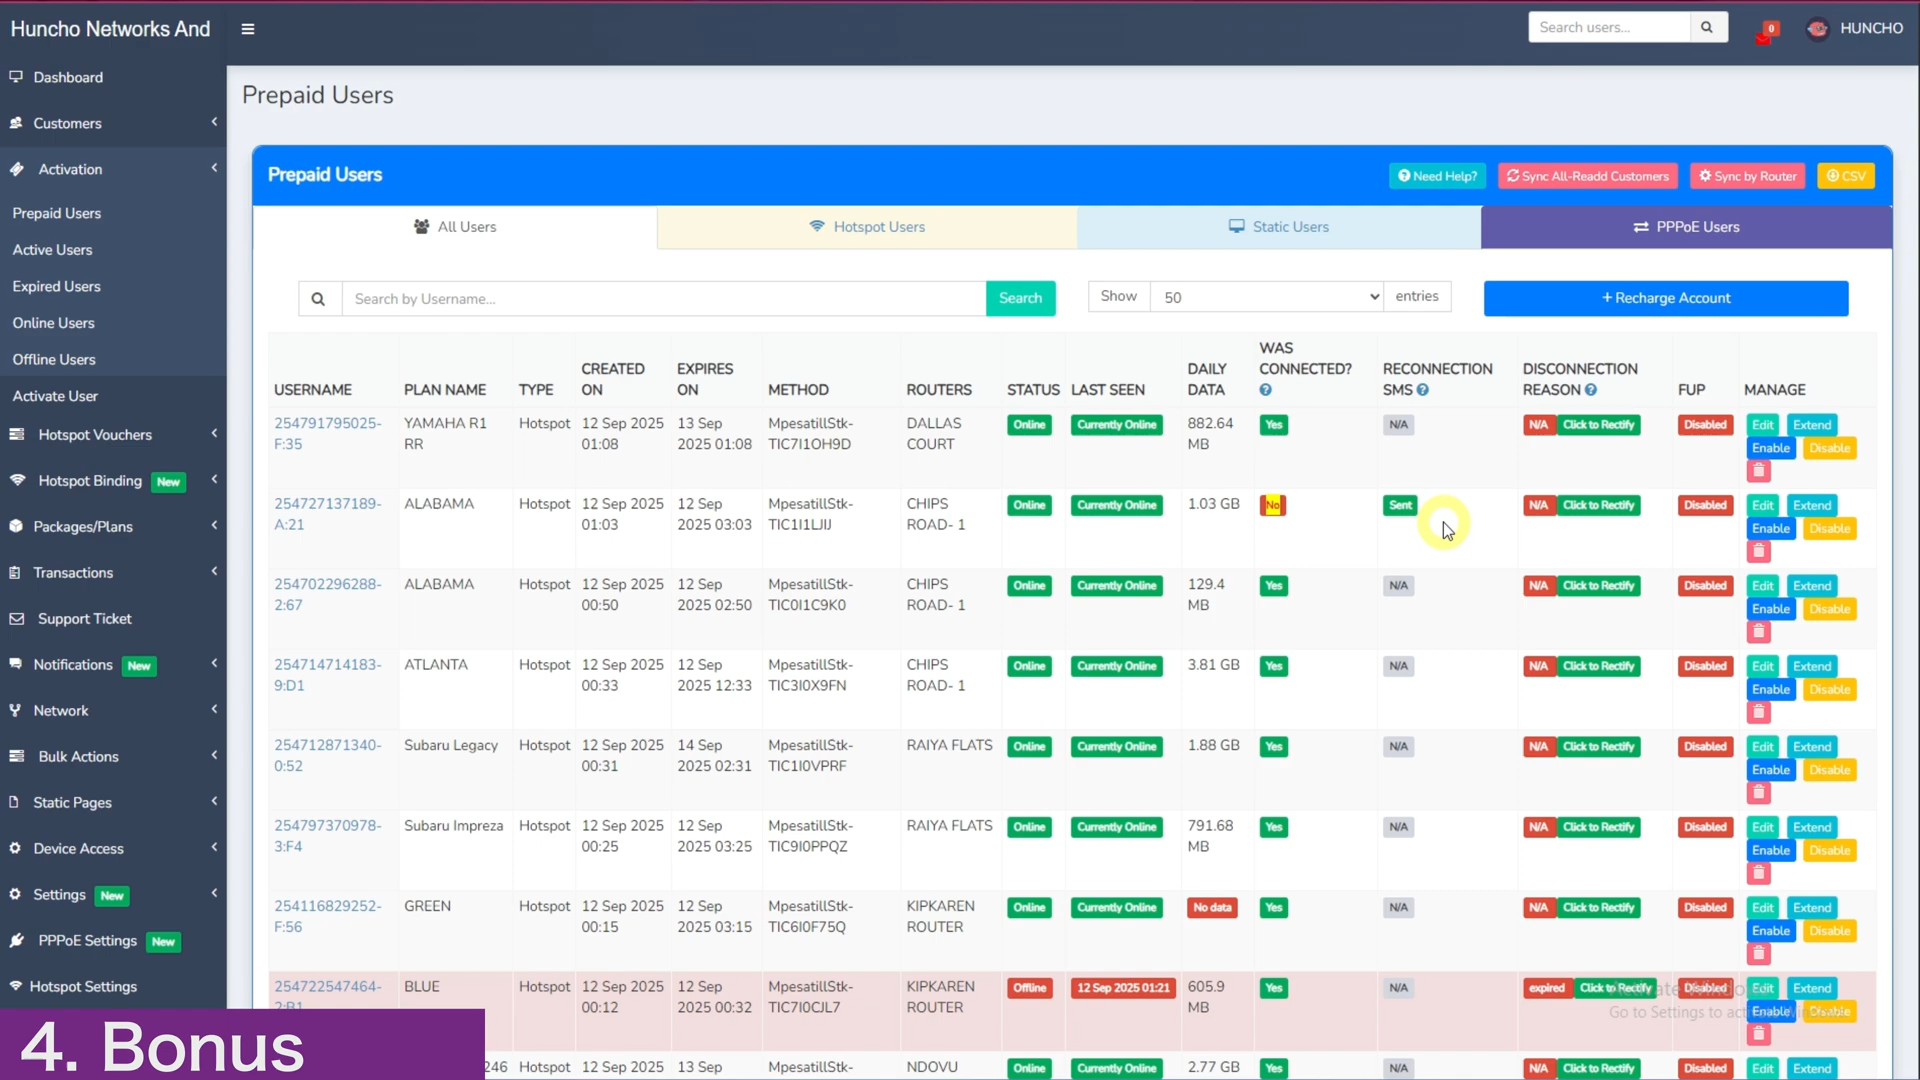 Huncho Networks And
Search users...
0
HUNCHO
Dashboard
Customers
Activation
Prepaid Users
Active Users
Expired Users
Online Users
Offline Users
Activate User
Hotspot Vouchers
Hotspot Binding New
Packages/Plans
Transactions
Support Ticket
Notifications New
Network
Bulk Actions
Static Pages
Device Access
Settings New
PPPoE Settings New
Hotspot Settings
4. Bonus
Prepaid Users
Prepaid Users
Need Help?
Sync All-Readd Customers
Sync by Router
CSV
All Users
Hotspot Users
Static Users
PPPoE Users
Search by Username...
Search
Show 50 entries
+ Recharge Account
USERNAME PLAN NAME TYPE CREATED ON EXPIRES ON METHOD ROUTERS STATUS LAST SEEN DAILY DATA WAS CONNECTED? RECONNECTION SMS DISCONNECTION REASON FUP MANAGE
254791795025-F:35 YAMAHA R1 RR Hotspot 12 Sep 2025 01:08 13 Sep 2025 01:08 MpesatillStk-TIC7I1OH9D DALLAS COURT Online Currently Online 882.64 MB Yes N/A N/A Click to Rectify Disabled Edit Extend Enable Disable
254727137189-A:21 ALABAMA Hotspot 12 Sep 2025 01:03 12 Sep 2025 03:03 MpesatillStk-TIC1I1LJIJ CHIPS ROAD- 1 Online Currently Online 1.03 GB No Sent N/A Click to Rectify Disabled Edit Extend Enable Disable
254702296288-2:67 ALABAMA Hotspot 12 Sep 2025 00:50 12 Sep 2025 02:50 MpesatillStk-TIC0I1C9K0 CHIPS ROAD- 1 Online Currently Online 129.4 MB Yes N/A N/A Click to Rectify Disabled Edit Extend Enable Disable
254714714183-9:D1 ATLANTA Hotspot 12 Sep 2025 00:33 12 Sep 2025 12:33 MpesatillStk-TIC3I0X9FN CHIPS ROAD- 1 Online Currently Online 3.81 GB Yes N/A N/A Click to Rectify Disabled Edit Extend Enable Disable
254712871340-0:52 Subaru Legacy Hotspot 12 Sep 2025 00:31 14 Sep 2025 02:31 MpesatillStk-TIC1I0VPRF RAIYA FLATS Online Currently Online 1.88 GB Yes N/A N/A Click to Rectify Disabled Edit Extend Enable Disable
254797370978-3:F4 Subaru Impreza Hotspot 12 Sep 2025 00:25 12 Sep 2025 03:25 MpesatillStk-TIC9I0PPQZ RAIYA FLATS Online Currently Online 791.68 MB Yes N/A N/A Click to Rectify Disabled Edit Extend Enable Disable
254116829252-F:56 GREEN Hotspot 12 Sep 2025 00:15 12 Sep 2025 03:15 MpesatillStk-TIC6I0F75Q KIPKAREN ROUTER Online Currently Online No data Yes N/A N/A Click to Rectify Disabled Edit Extend Enable Disable
254722547464- BLUE Hotspot 12 Sep 2025 00:12 12 Sep 2025 00:32 MpesatillStk-TIC7I0CJL7 KIPKAREN ROUTER Offline 12 Sep 2025 01:21 605.9 MB Yes N/A expired Click to Rectify Disabled Edit Extend Enable Disable
246 Hotspot 12 Sep 2025 13 Sep MpesatillStk- NDOVU Online Currently Online 2.77 GB Yes N/A N/A Click to Rectify Disabled Edit Extend
Activate Windows
Go to Settings to activate Windows.